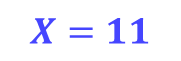 X = 11